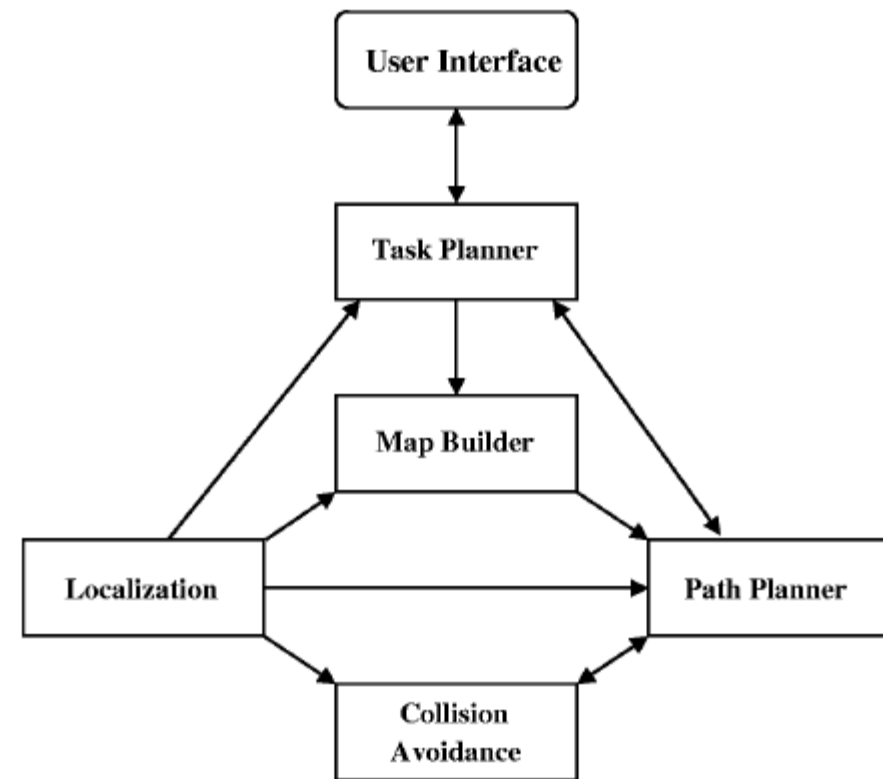 User Interface
Task Planner
Map Builder
Localization
Path Planner
Collision
Avoidance